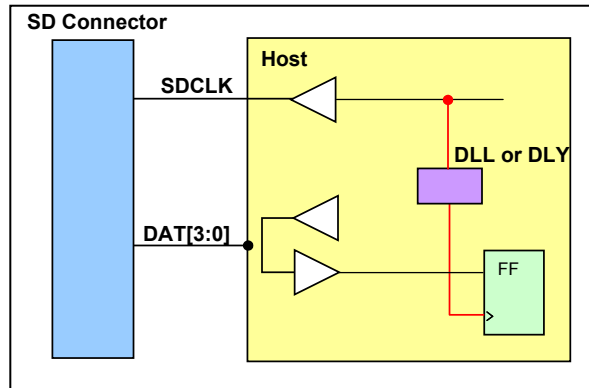 SD Connector
Host
SDCLK
DLL or DLY
DAT[3:0]
FF